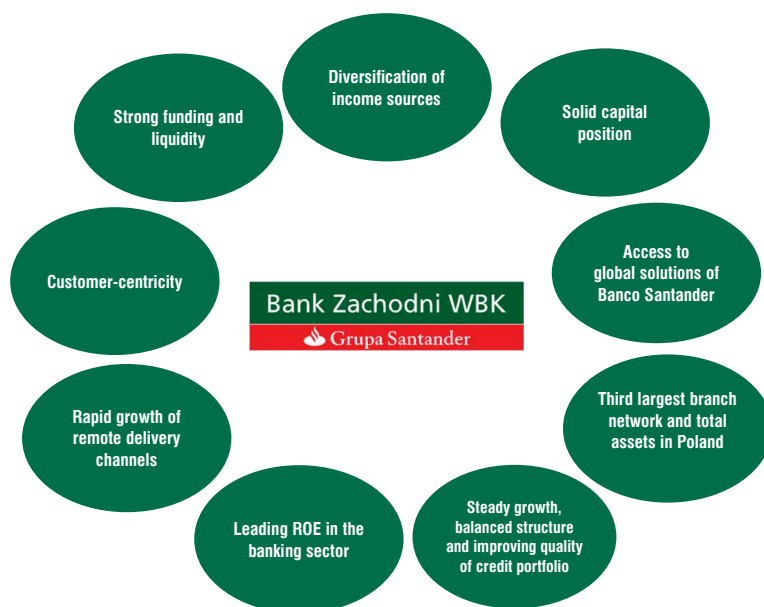 Diversification of
income sources
Solid capital
position
Access to
global solutions of
Banco Santander
Third largest branch
network and total
assets in Poland
Steady growth,
balanced structure
and improving quality
of credit portfolio
Leading ROE in the
banking sector
Rapid growth of
remote delivery
channels
Customer-centricity
Strong funding and
liquidity
Bank Zachodni WBK
Grupa Santander